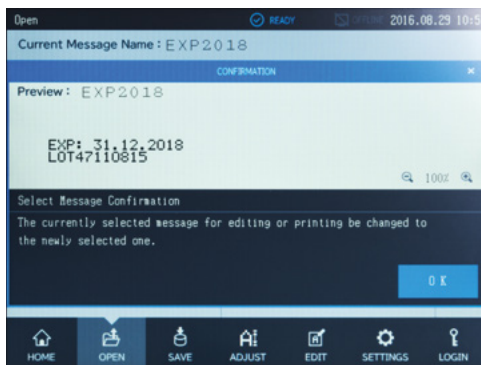 Open READY OFFLINE 2016.08.29 10:5
Current Message Name : EXP2018
CONFIRMATION ×
Preview : EXP2018
EXP: 31.12.2018
LOT47110815
100%
Select Message Confirmation
The currently selected message for editing or printing be changed to
the newly selected one.
OK
HOME OPEN SAVE ADJUST EDIT SETTINGS LOGIN